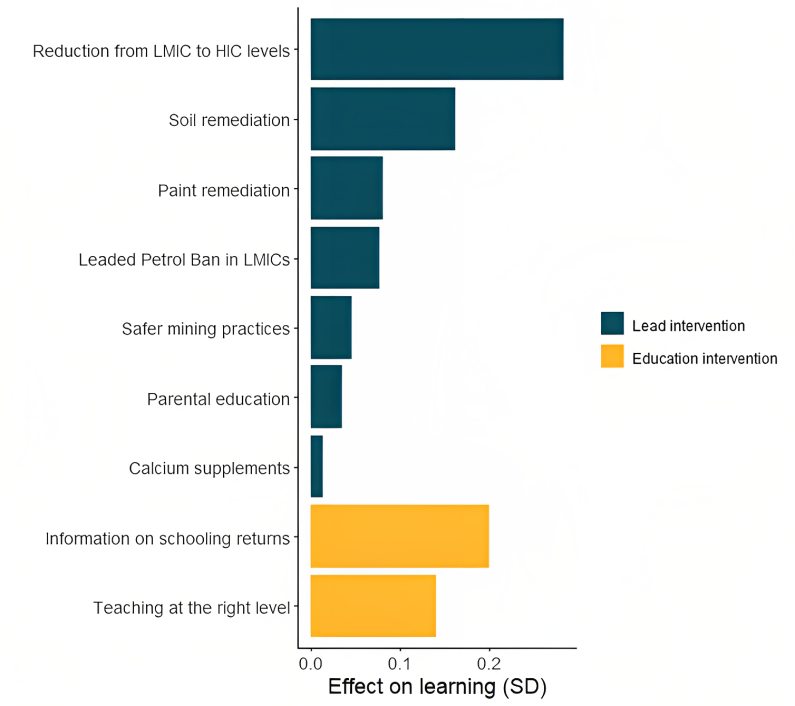 Reduction from LMIC to HIC levels
Soil remediation
Paint remediation
Leaded Petrol Ban in LMICs
Safer mining practices
Parental education
Calcium supplements
Information on schooling returns
Teaching at the right level
0.0 0.1 0.2
Effect on learning (SD)
Lead intervention
Education intervention